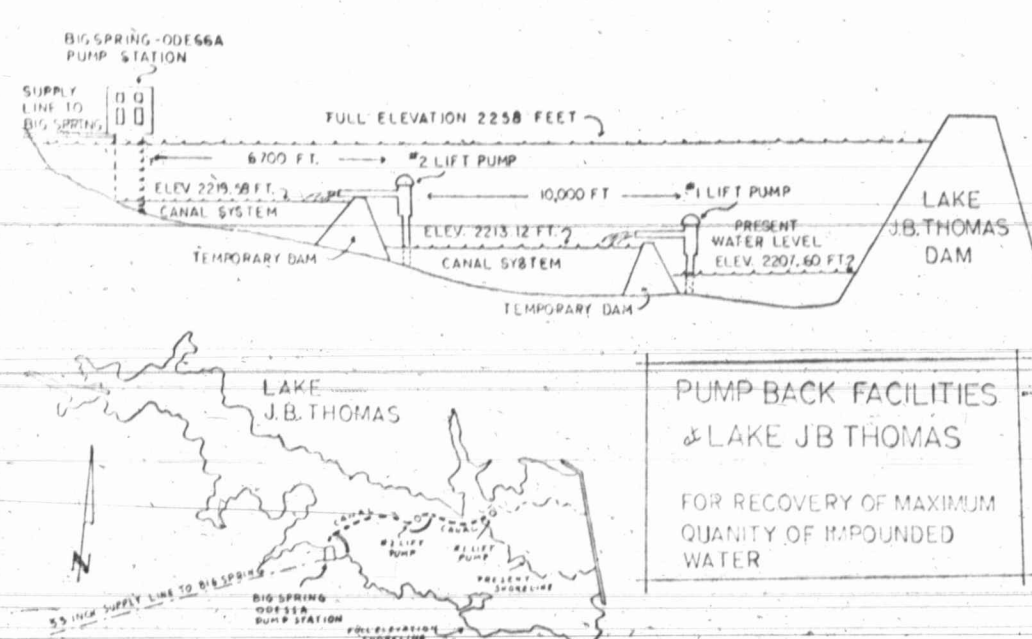 BIG SPRING-ODESSA
PUMP STATION
SUPPLY
LINE TO
BIG SPRING
FULL ELEVATION 2258 FEET
6700 FT.
#2 LIFT PUMP
ELEV 2219.58 FT.
10,000 FT
#1 LIFT PUMP
CANAL SYSTEM
ELEV. 2213.12 FT.
PRESENT
WATER LEVEL
ELEV. 2207.60 FT
LAKE
J.B. THOMAS
DAM
TEMPORARY DAM
CANAL SYSTEM
TEMPORARY DAM
LAKE
J.B. THOMAS
PUMP BACK FACILITIES
at LAKE JB THOMAS
FOR RECOVERY OF MAXIMUM
QUANITY OF IMPOUNDED
WATER
CANAL
CANAL
#2 LIFT
PUMP
#1 LIFT
PUMP
PRESENT
SHORELINE
N
33 INCH SUPPLY LINE TO BIG SPRING
BIG SPRING
ODESSA
PUMP STATION
FULL ELEVATION
SHORELINE